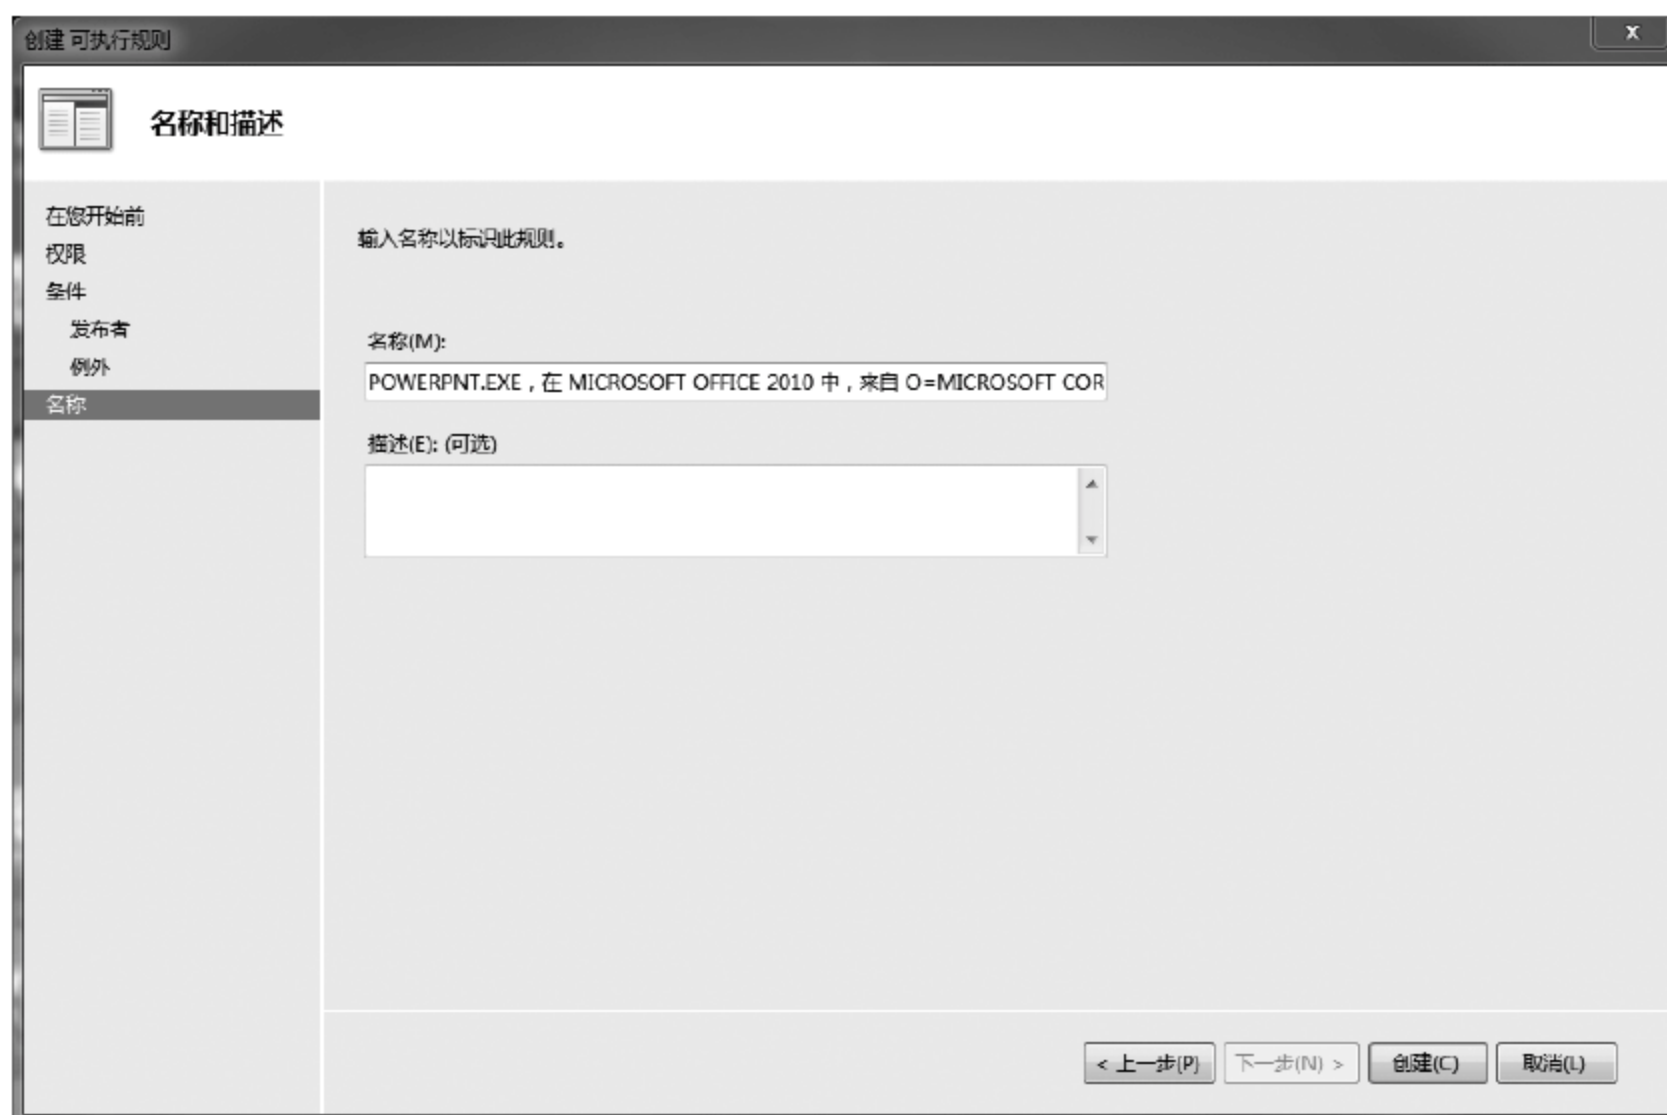 创建 可执行规则
x
名称和描述
在您开始前
权限
条件
发布者
例外
名称
输入名称以标识此规则。
名称(M):
POWERPNT.EXE，在 MICROSOFT OFFICE 2010 中，来自 O=MICROSOFT COR
描述(E): (可选)
< 上一步(P) 下一步(N) > 创建(C) 取消(L)